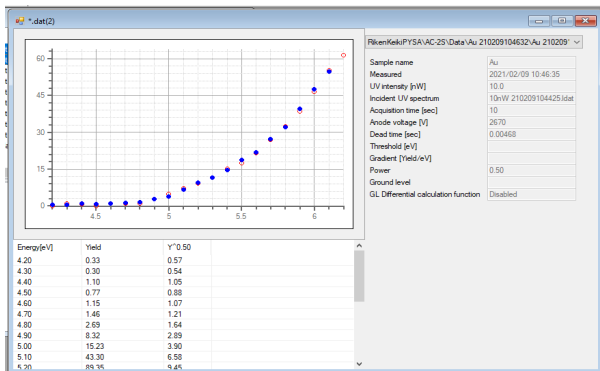 *.dat(2)
60
45
30
15
0
4.5 5 5.5 6
RikenKeikiPYSA\AC-2S\Data\Au 210209104632\Au 210209
Sample name Au
Measured 2021/02/09 10:46:35
UV intensity [nW] 10.0
Incident UV spectrum 10nW 210209104425.ldat
Acquisition time [sec] 10
Anode voltage [V] 2670
Dead time [sec] 0.00468
Threshold [eV]
Gradient [Yield/eV]
Power 0.50
Ground level
GL Differential calculation function Disabled
Energy[eV] Yield Y^0.50
4.20 0.33 0.57
4.30 0.30 0.54
4.40 1.10 1.05
4.50 0.77 0.88
4.60 1.15 1.07
4.70 1.46 1.21
4.80 2.69 1.64
4.90 8.32 2.89
5.00 15.23 3.90
5.10 43.30 6.58
5.20 89.35 9.45